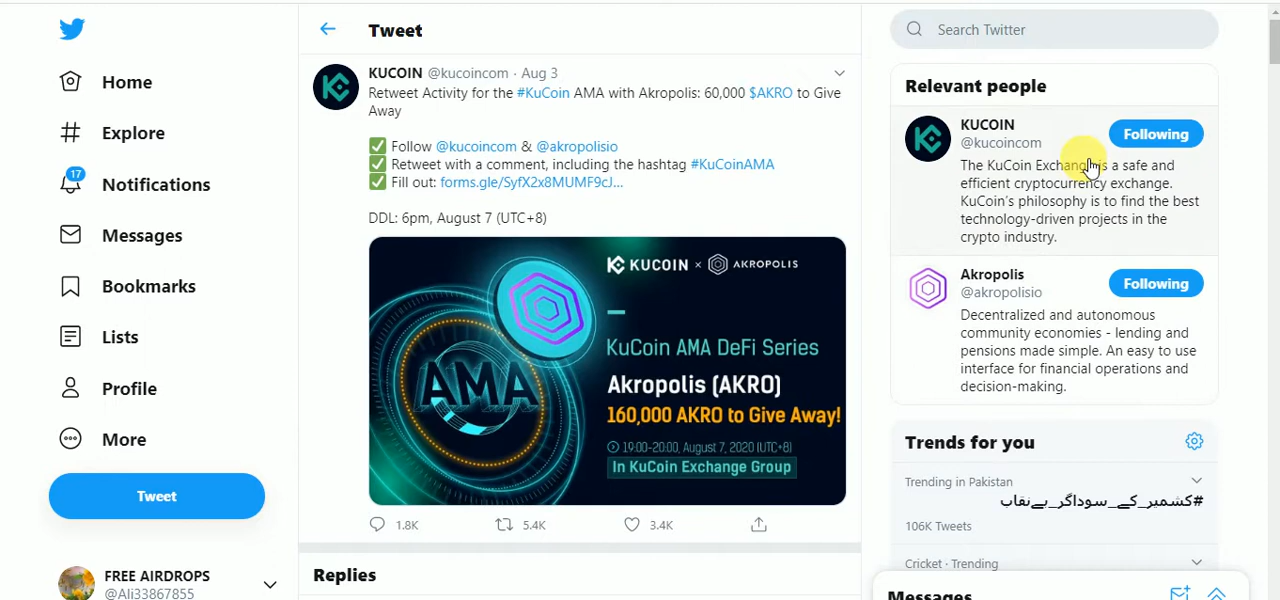 Home
Explore
17
Notifications
Messages
Bookmarks
Lists
Profile
More
Tweet
FREE AIRDROPS
@Ali33867855
Tweet
KUCOIN @kucoincom · Aug 3
Retweet Activity for the #KuCoin AMA with Akropolis: 60,000 $AKRO to Give
Away
Follow @kucoincom & @akropolisio
Retweet with a comment, including the hashtag #KuCoinAMA
Fill out: forms.gle/SyfX2x8MUMF9cJ...
DDL: 6pm, August 7 (UTC+8)
KUCOIN × AKROPOLIS
AMA
KuCoin AMA DeFi Series
Akropolis (AKRO)
160,000 AKRO to Give Away!
19:00-20:00, August 7, 2020 (UTC+8)
In KuCoin Exchange Group
1.8K
5.4K
3.4K
Replies
Search Twitter
Relevant people
KUCOIN
@kucoincom
Following
The KuCoin Exchange is a safe and
efficient cryptocurrency exchange.
KuCoin's philosophy is to find the best
technology-driven projects in the
crypto industry.
Akropolis
@akropolisio
Following
Decentralized and autonomous
community economies - lending and
pensions made simple. An easy to use
interface for financial operations and
decision-making.
Trends for you
Trending in Pakistan
#کشمیر_کے_سوداگر_بےنقاب
106K Tweets
Cricket · Trending
Messages